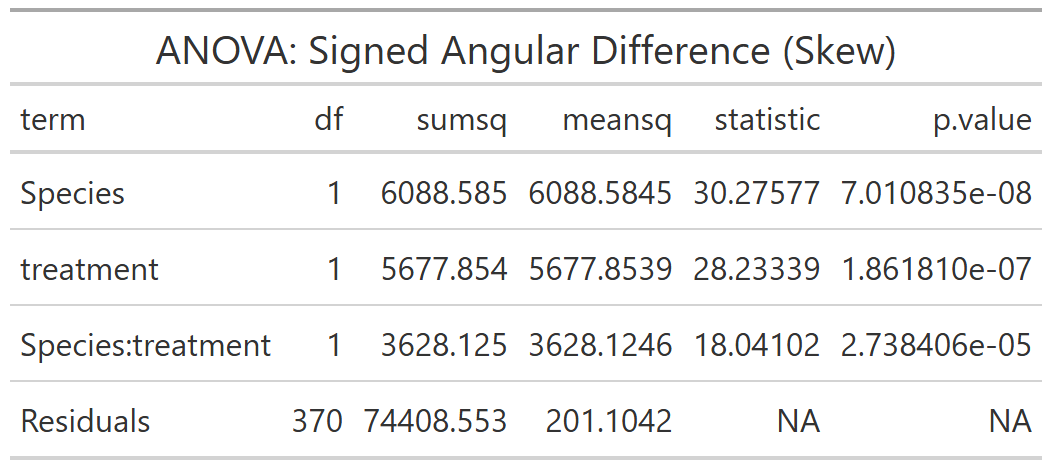 ANOVA: Signed Angular Difference (Skew)
term df sumsq meansq statistic p.value
Species 1 6088.585 6088.5845 30.27577 7.010835e-08
treatment 1 5677.854 5677.8539 28.23339 1.861810e-07
Species:treatment 1 3628.125 3628.1246 18.04102 2.738406e-05
Residuals 370 74408.553 201.1042 NA NA